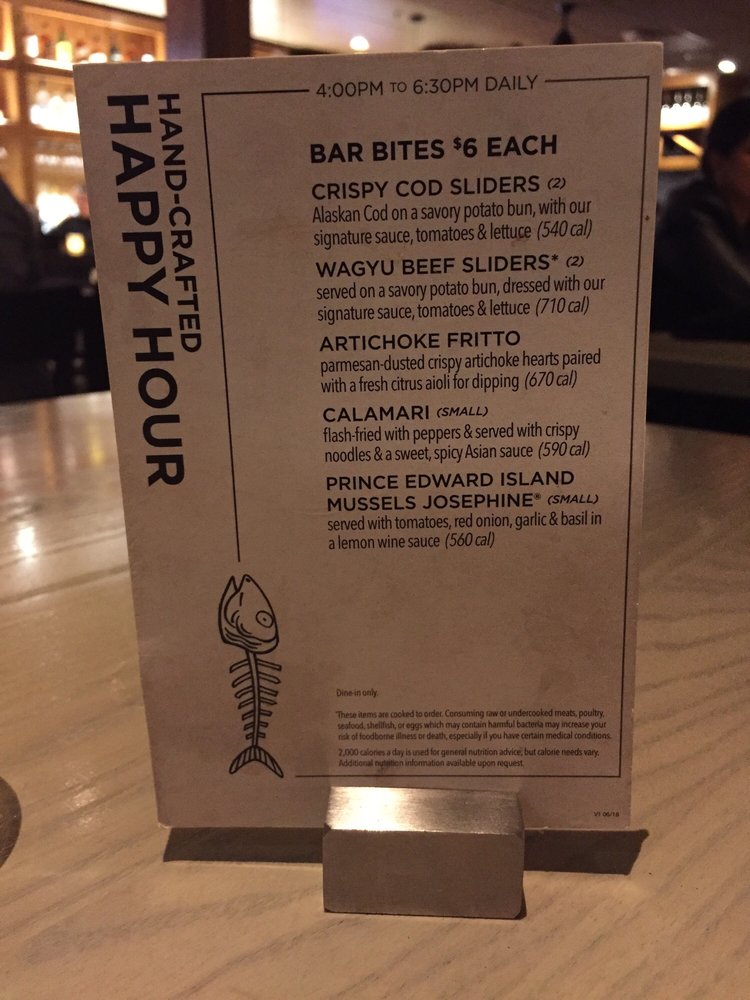 HAND-CRAFTED
HAPPY HOUR
4:00PM TO 6:30PM DAILY
BAR BITES $6 EACH
CRISPY COD SLIDERS (2)
Alaskan Cod on a savory potato bun, with our
signature sauce, tomatoes & lettuce (540 cal)
WAGYU BEEF SLIDERS* (2)
served on a savory potato bun, dressed with our
signature sauce, tomatoes & lettuce (710 cal)
ARTICHOKE FRITTO
parmesan-dusted crispy artichoke hearts paired
with a fresh citrus aioli for dipping (670 cal)
CALAMARI (SMALL)
flash-fried with peppers & served with crispy
noodles & a sweet, spicy Asian sauce (590 cal)
PRINCE EDWARD ISLAND
MUSSELS JOSEPHINE® (SMALL)
served with tomatoes, red onion, garlic & basil in
a lemon wine sauce (560 cal)
Dine-in only.
*These items are cooked to order. Consuming raw or undercooked meats, poultry,
seafood, shellfish, or eggs which may contain harmful bacteria may increase your
risk of foodborne illness or death, especially if you have certain medical conditions.
2,000 calories a day is used for general nutrition advice, but calorie needs vary.
Additional nutrition information available upon request.
V1 06/18